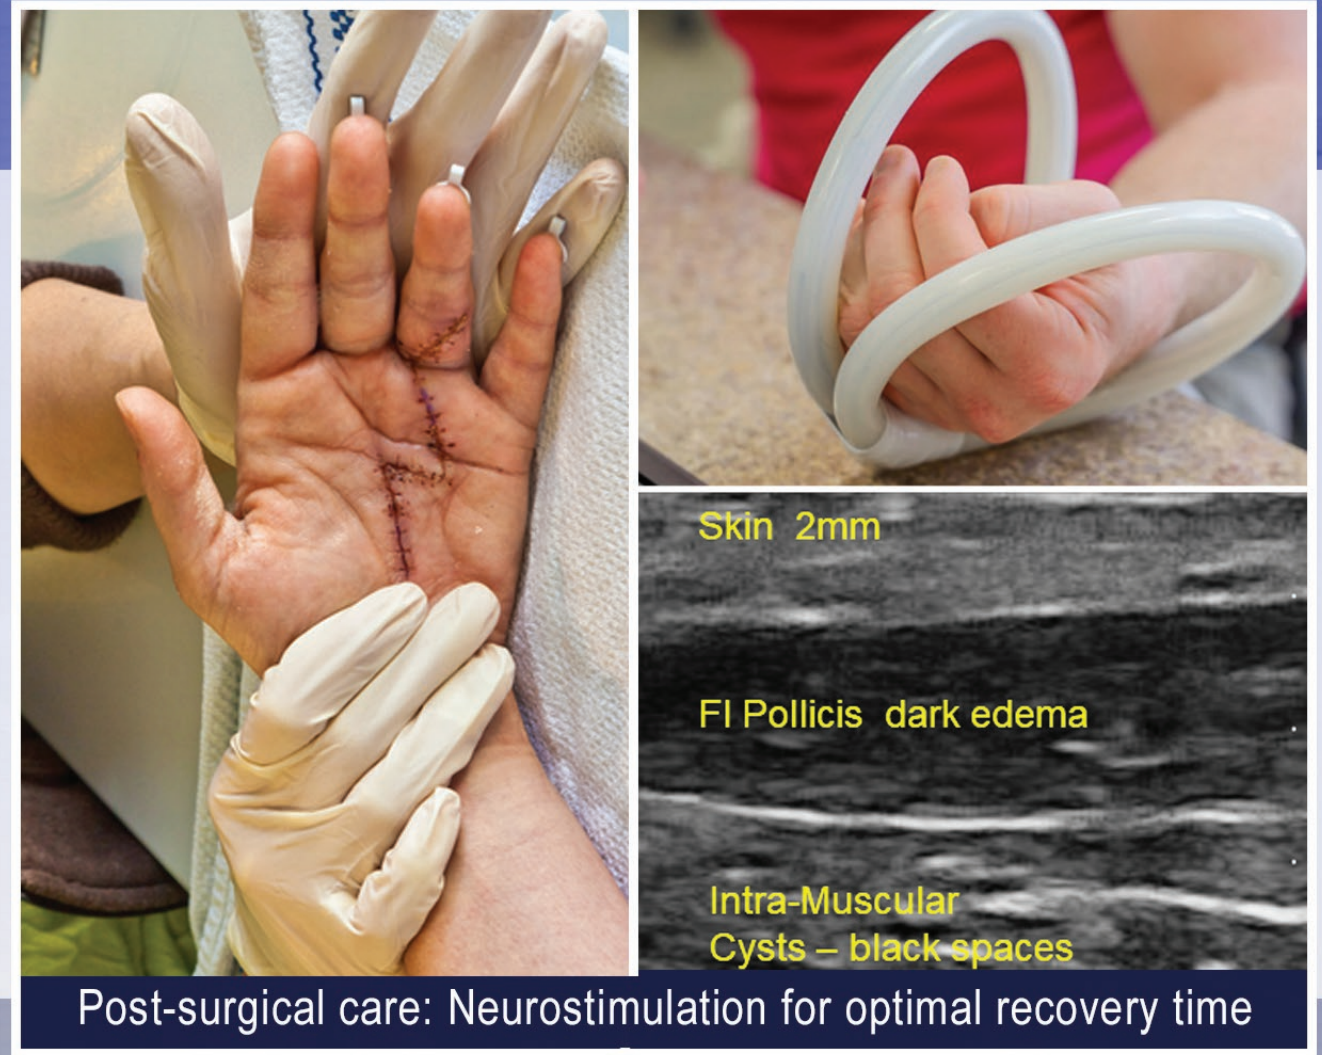 Skin 2mm
Fl Pollicis dark edema
Intra-Muscular
Cysts – black spaces
Post-surgical care: Neurostimulation for optimal recovery time